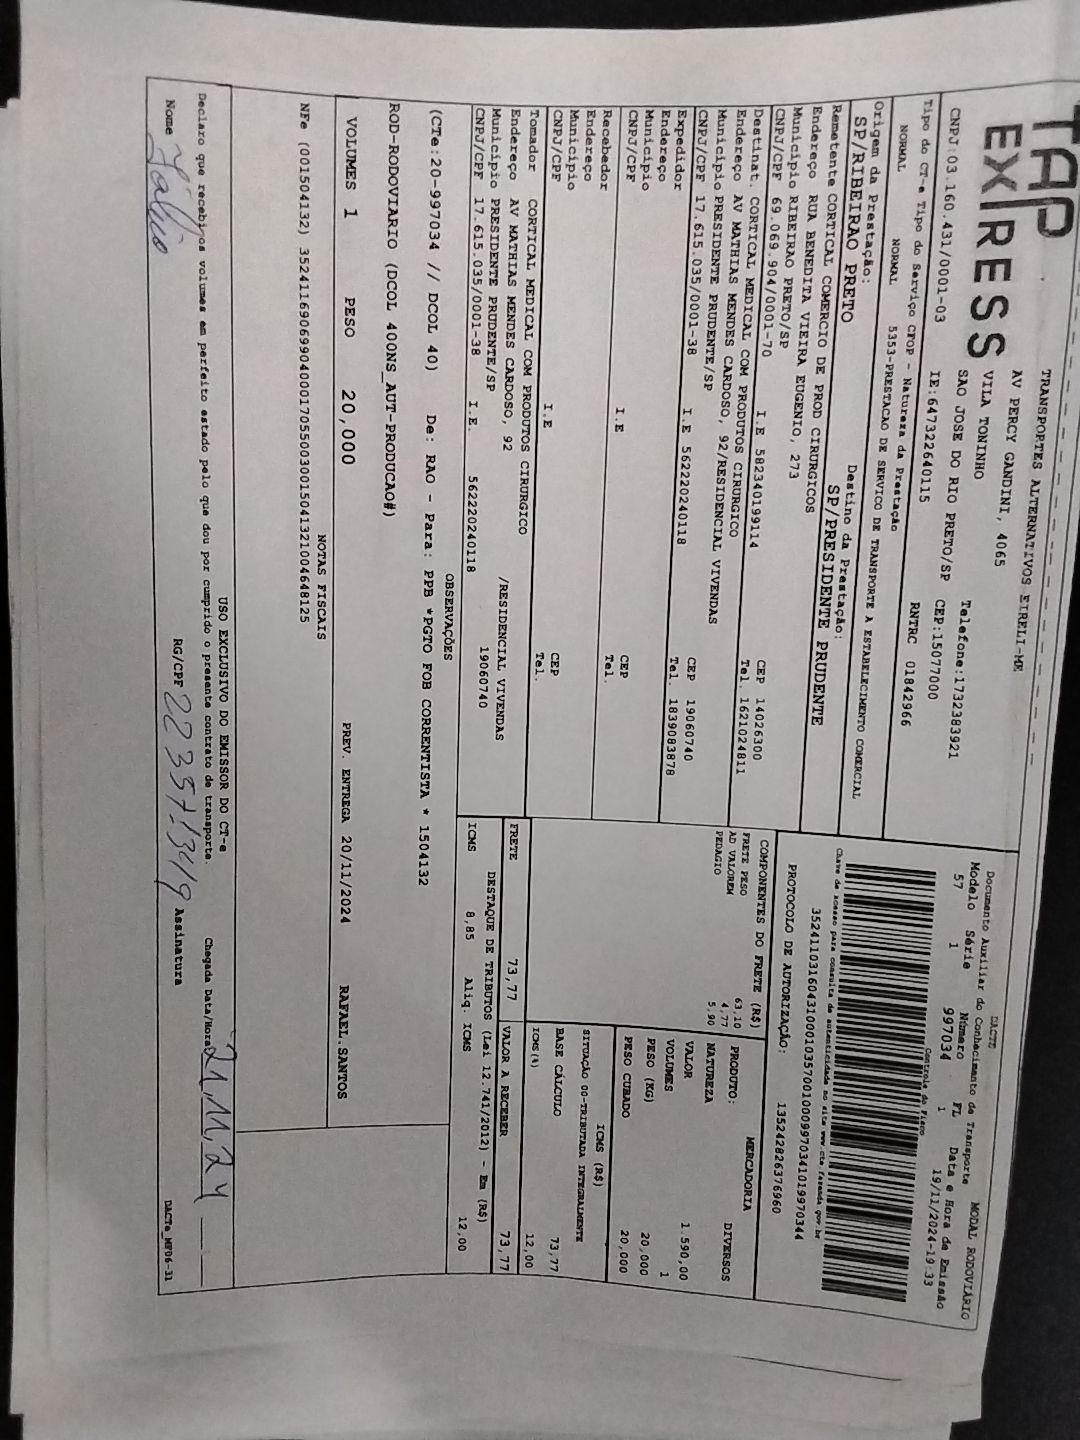 TAP EXPRESS
TRANSPORTES ALTERNATIVOS EIRELI-ME
AV PERCY GANDINI, 4065
VILA TONINHO
SAO JOSE DO RIO PRETO/SP Telefone:1732383921
CNPJ:03.160.431/0001-03 IE:647322640115 CEP:15077000
RNTRC 01842966
Tipo do CT-e Tipo do Serviço CFOP - Natureza da Prestação
NORMAL NORMAL 5353-PRESTACAO DE SERVICO DE TRANSPORTE A ESTABELECIMENTO COMERCIAL
Origem da Prestação: Destino da Prestação:
SP/RIBEIRAO PRETO SP/PRESIDENTE PRUDENTE
DACTE
Documento Auxiliar do Conhecimento de Transporte MODAL RODOVIÁRIO
Modelo Série Número FL Data e Hora de Emissão
57 1 997034 1 19/11/2024-19:33
Controle do Fisco
Chave de acesso para consulta de autenticidade no site www.cte.fazenda.gov.br
35241103160431000103570010009970341019970344
PROTOCOLO DE AUTORIZAÇÃO: 135242826376960
Remetente CORTICAL COMERCIO DE PROD CIRURGICOS
Endereço RUA BENEDITA VIEIRA EUGENIO, 273
Município RIBEIRAO PRETO/SP CEP 14026300
CNPJ/CPF 69.069.904/0001-70 I.E 582340199114 Tel. 1621024811
Destinat. CORTICAL MEDICAL COM PRODUTOS CIRURGICO
Endereço AV MATHIAS MENDES CARDOSO, 92/RESIDENCIAL VIVENDAS
Município PRESIDENTE PRUDENTE/SP CEP 19060740
CNPJ/CPF 17.615.035/0001-38 I.E 562220240118 Tel. 1839083878
Expedidor
Endereço
Município CEP
CNPJ/CPF I.E Tel.
Recebedor
Endereço
Município CEP
CNPJ/CPF I.E Tel.
Tomador CORTICAL MEDICAL COM PRODUTOS CIRURGICO
Endereço AV MATHIAS MENDES CARDOSO, 92 /RESIDENCIAL VIVENDAS
Município PRESIDENTE PRUDENTE/SP 19060740
CNPJ/CPF 17.615.035/0001-38 I.E. 562220240118
COMPONENTES DO FRETE (R$)
FRETE PESO 63,10
AD VALOREM 4,77
PEDAGIO 5,90
MERCADORIA
PRODUTO: DIVERSOS
NATUREZA
VALOR 1.590,00
VOLUMES 1
PESO (KG) 20,000
PESO CUBADO 20,000
ICMS (R$)
SITUAÇÃO 00-TRIBUTADA INTEGRALMENTE
BASE CÁLCULO 73,77
ICMS(%) 12,00
FRETE 73,77 VALOR A RECEBER 73,77
DESTAQUE DE TRIBUTOS (Lei 12.741/2012) - Em (R$)
ICMS 8,85 Aliq. ICMS 12,00
OBSERVAÇÕES
(CTe:20-997034 // DCOL 40) De: RAO - Para: PPB *PGTO FOB CORRENTISTA * 1504132
ROD-RODOVIARIO (DCOL 400NS_AUT-PRODUCAO#)
VOLUMES 1 PESO 20,000 PREV. ENTREGA 20/11/2024 RAFAEL.SANTOS
NOTAS FISCAIS
NFe (001504132) 35241169069904000170550030015041321004648125
USO EXCLUSIVO DO EMISSOR DO CT-e
Declaro que recebi os volumes em perfeito estado pelo que dou por cumprido o presente contrato de transporte. Chegada Data/Hora 21,11,24
Nome Fábio RG/CPF 22357-1349 Assinatura
DACTe_MF06-31